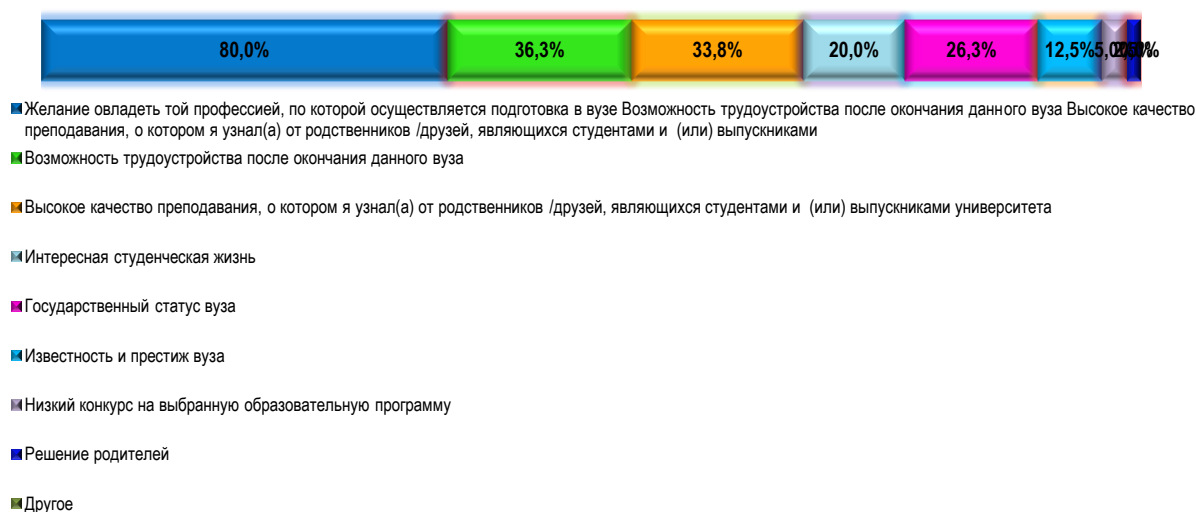 80,0% 36,3% 33,8% 20,0% 26,3% 12,5% 5,0%
Желание овладеть той профессией, по которой осуществляется подготовка в вузе Возможность трудоустройства после окончания данного вуза Высокое качество
преподавания, о котором я узнал(а) от родственников /друзей, являющихся студентами и (или) выпускниками
Возможность трудоустройства после окончания данного вуза
Высокое качество преподавания, о котором я узнал(а) от родственников /друзей, являющихся студентами и (или) выпускниками университета
Интересная студенческая жизнь
Государственный статус вуза
Известность и престиж вуза
Низкий конкурс на выбранную образовательную программу
Решение родителей
Другое